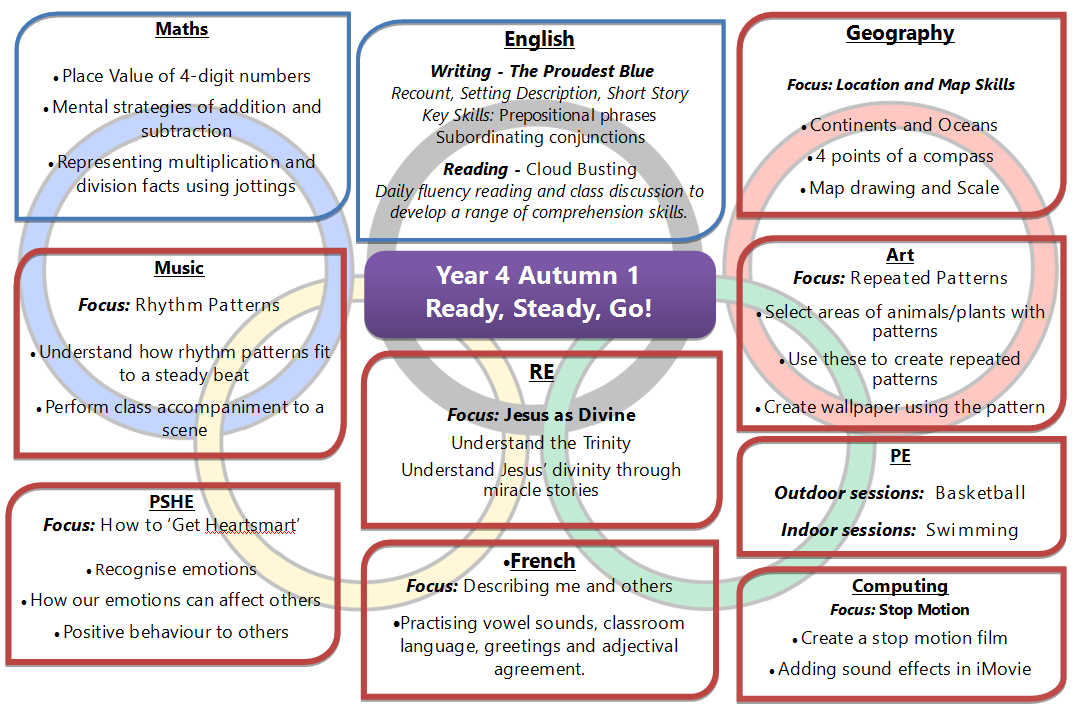 Maths
• Place Value of 4-digit numbers
• Mental strategies of addition and
subtraction
• Representing multiplication and
division facts using jottings
English
Writing - The Proudest Blue
Recount, Setting Description, Short Story
Key Skills: Prepositional phrases
Subordinating conjunctions
Reading - Cloud Busting
Daily fluency reading and class discussion to
develop a range of comprehension skills.
Geography
Focus: Location and Map Skills
• Continents and Oceans
• 4 points of a compass
• Map drawing and Scale
Music
Focus: Rhythm Patterns
• Understand how rhythm patterns fit
to a steady beat
• Perform class accompaniment to a
scene
Year 4 Autumn 1
Ready, Steady, Go!
Art
Focus: Repeated Patterns
• Select areas of animals/plants with
patterns
• Use these to create repeated
patterns
• Create wallpaper using the pattern
RE
Focus: Jesus as Divine
Understand the Trinity
Understand Jesus’ divinity through
miracle stories
PE
Outdoor sessions: Basketball
Indoor sessions: Swimming
PSHE
Focus: How to ‘Get Heartsmart’
• Recognise emotions
• How our emotions can affect others
• Positive behaviour to others
• French
Focus: Describing me and others
• Practising vowel sounds, classroom
language, greetings and adjectival
agreement.
Computing
Focus: Stop Motion
• Create a stop motion film
• Adding sound effects in iMovie